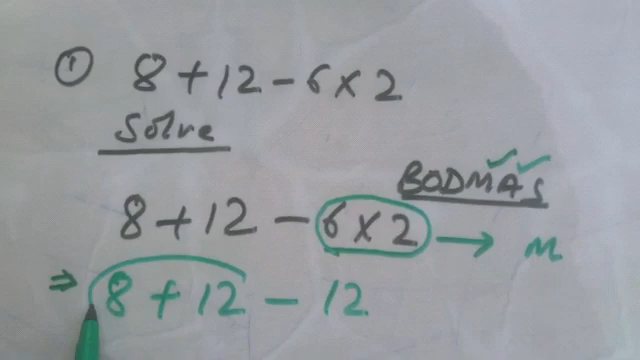 ① 8 + 12 - 6 × 2
Solve
BODMAS
8 + 12 - 6 × 2 → M
⇒ 8 + 12 - 12